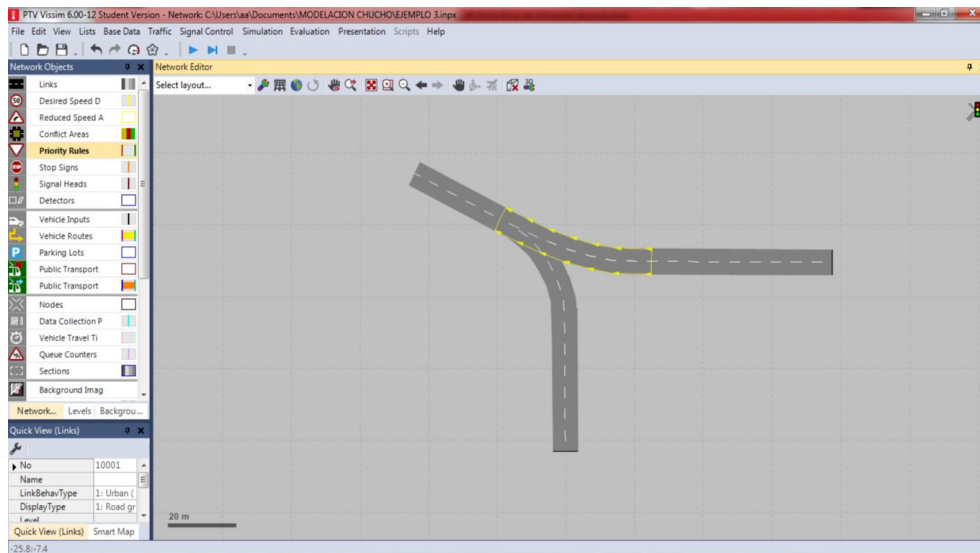 PTV Vissim 6.00-12 Student Version - Network: C:\Users\aa\Documents\MODELACION CHUCHO\EJEMPLO 3.inpx
File Edit View Lists Base Data Traffic Signal Control Simulation Evaluation Presentation Scripts Help
Network Objects
Network Editor
Select layout...
Links
Desired Speed D
Reduced Speed A
Conflict Areas
Priority Rules
Stop Signs
Signal Heads
Detectors
Vehicle Inputs
Vehicle Routes
Parking Lots
Public Transport
Public Transport
Nodes
Data Collection P
Vehicle Travel Ti
Queue Counters
Sections
Background Imag
Network... Levels Backgrou...
Quick View (Links)
No 10001
Name
LinkBehavType 1: Urban (
DisplayType 1: Road gr
Level
Quick View (Links) Smart Map
20 m
-25.8:-7.4